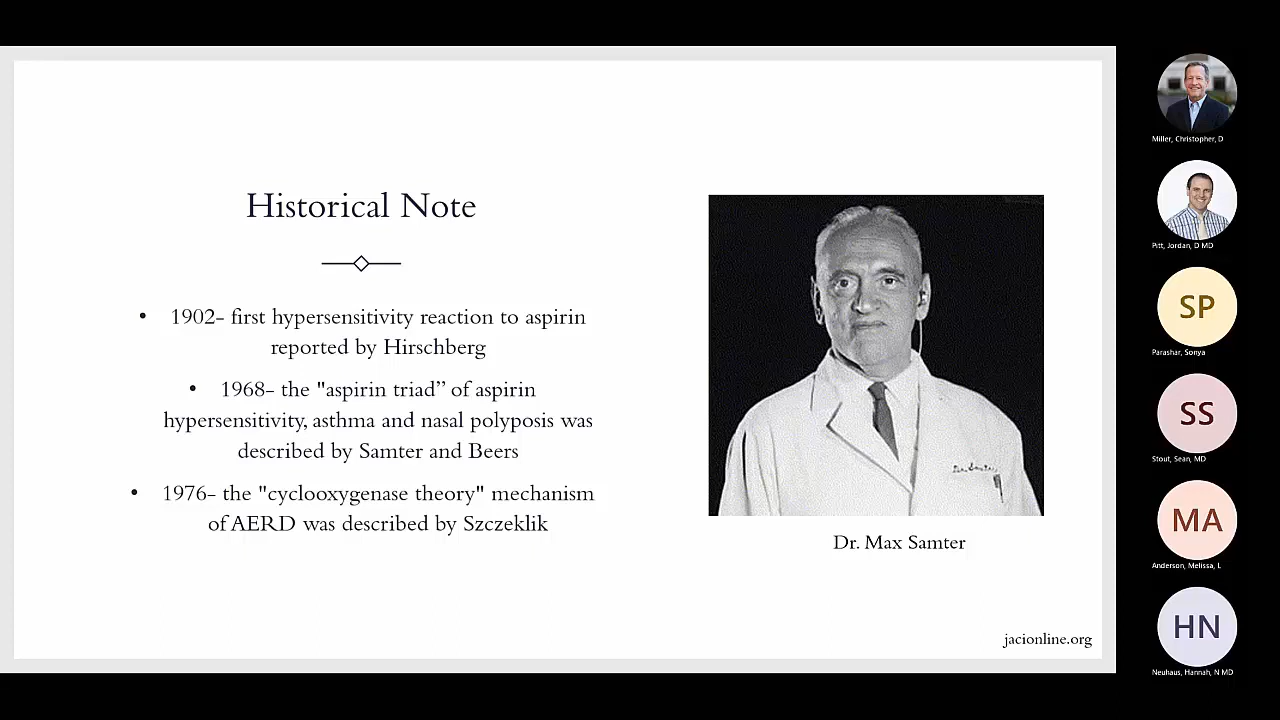 Historical Note
• 1902- first hypersensitivity reaction to aspirin
reported by Hirschberg
• 1968- the "aspirin triad” of aspirin
hypersensitivity, asthma and nasal polyposis was
described by Samter and Beers
• 1976- the "cyclooxygenase theory" mechanism
of AERD was described by Szczeklik
Dr. Max Samter
jacionline.org
Miller, Christopher, D
Pitt, Jordan, D MD
SP
Parashar, Sonya
SS
Stout, Sean, MD
MA
Anderson, Melissa, L
HN
Neuhaus, Hannah, N MD